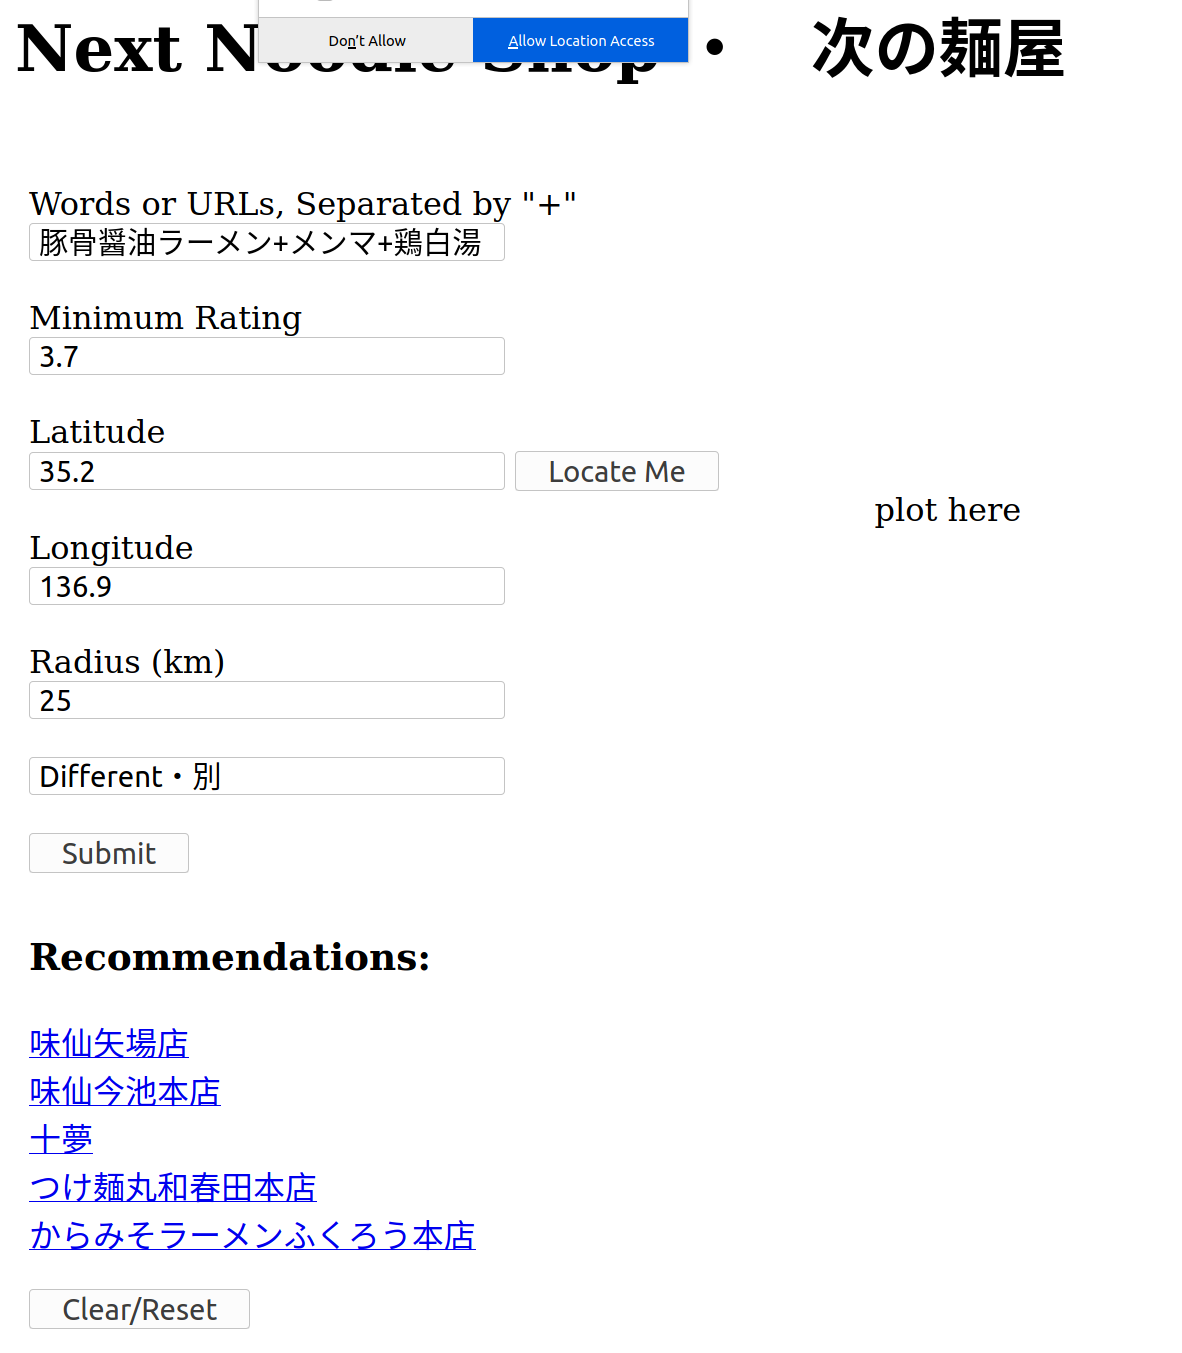 Next Noodle Shop・ 次の麺屋
Don't Allow
Allow Location Access
Words or URLs, Separated by "+"
豚骨醤油ラーメン+メンマ+鶏白湯
Minimum Rating
3.7
Latitude
35.2
Locate Me
plot here
Longitude
136.9
Radius (km)
25
Different・別
Submit
Recommendations:
味仙矢場店
味仙今池本店
十夢
つけ麺丸和春田本店
からみそラーメンふくろう本店
Clear/Reset